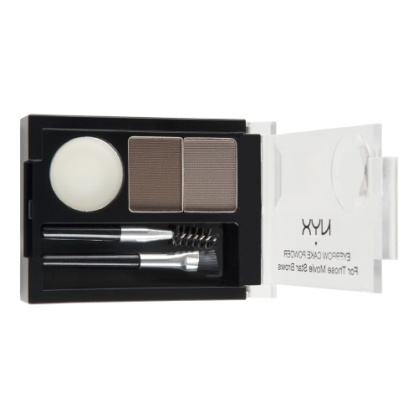 NYX
EYEBROW CAKE POWDER
For Those Movie Star Brows